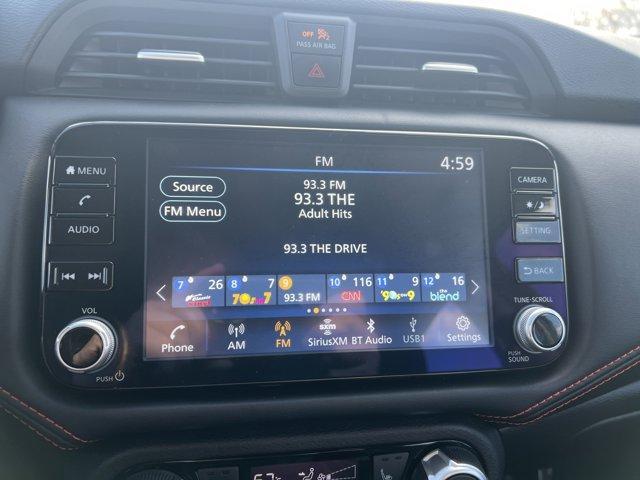 OFF
PASS AIR BAG
FM 4:59
MENU
Source
93.3 FM
93.3 THE
Adult Hits
FM Menu
AUDIO
93.3 THE DRIVE
CAMERA
SETTING
BACK
7 26
8 7
9 93.3 FM
10 116 CNN
11 9
12 16 the blend
VOL
PUSH
Phone
AM
FM
sxm
SiriusXM
BT Audio
USB1
Settings
TUNE·SCROLL
PUSH
SOUND